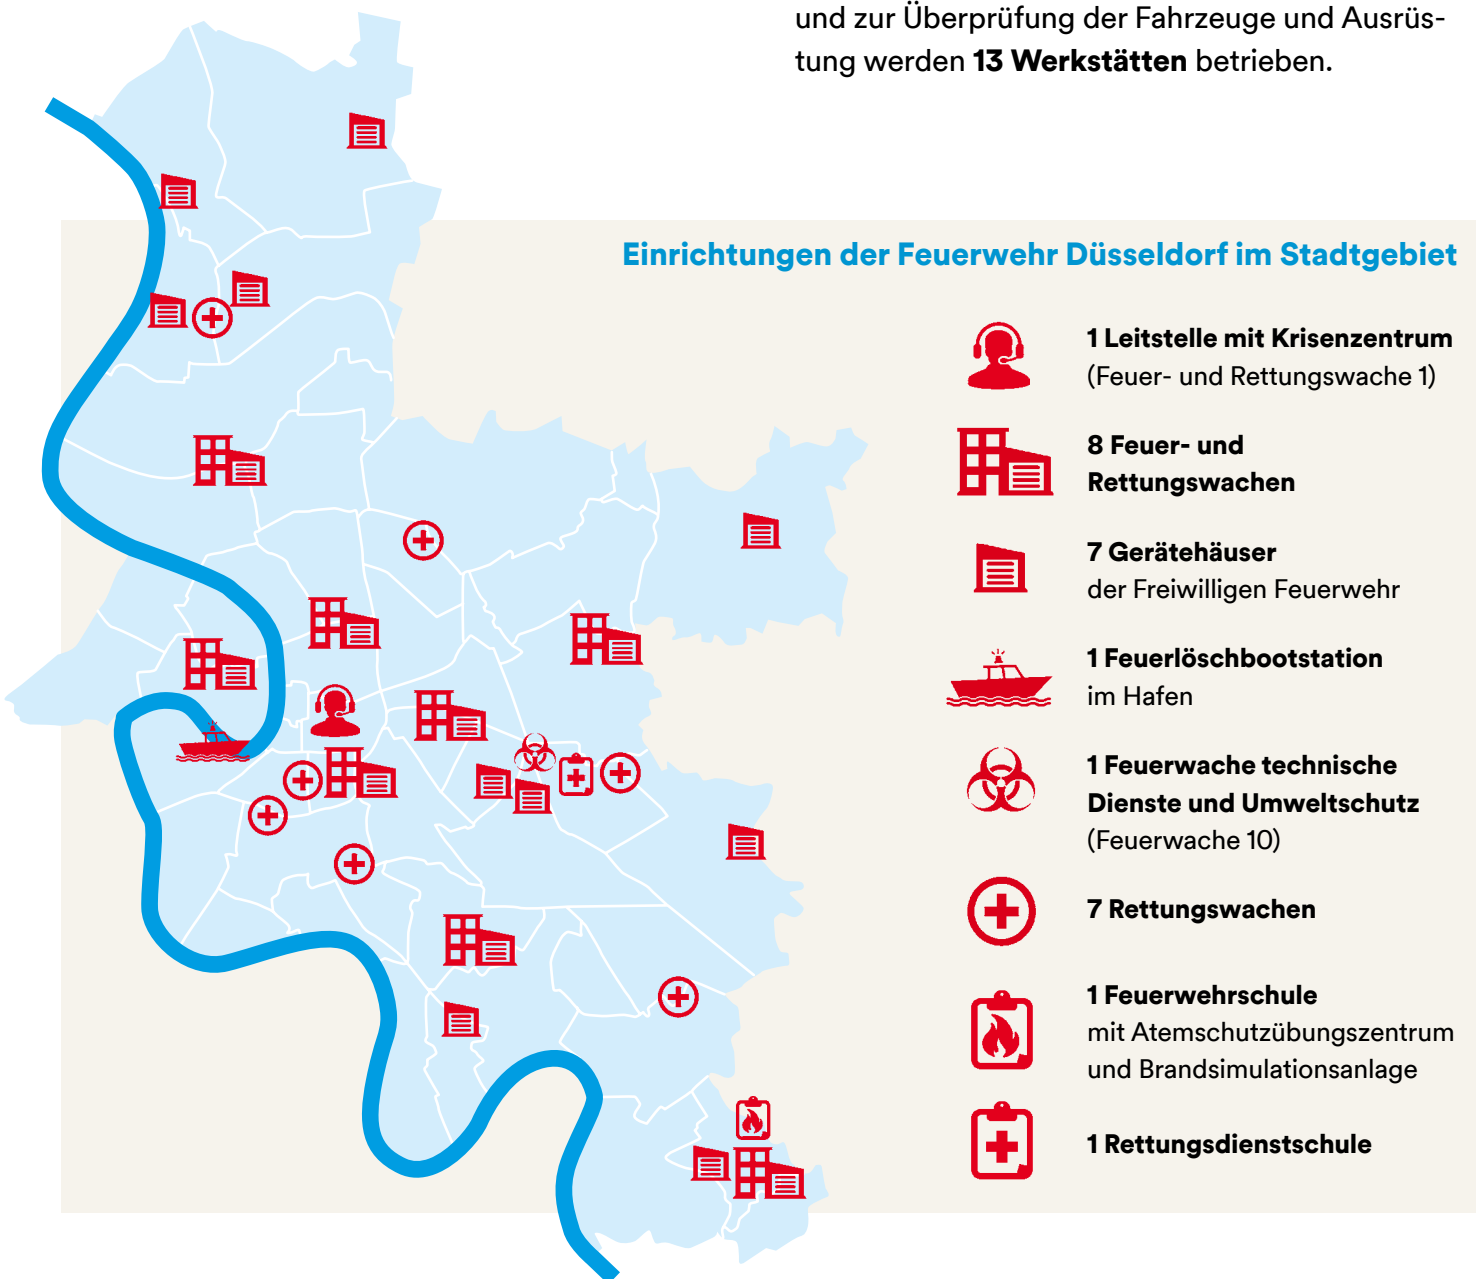 und zur Überprüfung der Fahrzeuge und Ausrüs-
tung werden 13 Werkstätten betrieben.
Einrichtungen der Feuerwehr Düsseldorf im Stadtgebiet
1 Leitstelle mit Krisenzentrum
(Feuer- und Rettungswache 1)
8 Feuer- und
Rettungswachen
7 Gerätehäuser
der Freiwilligen Feuerwehr
1 Feuerlöschbootstation
im Hafen
1 Feuerwache technische
Dienste und Umweltschutz
(Feuerwache 10)
7 Rettungswachen
1 Feuerwehrschule
mit Atemschutzübungszentrum
und Brandsimulationsanlage
1 Rettungsdienstschule